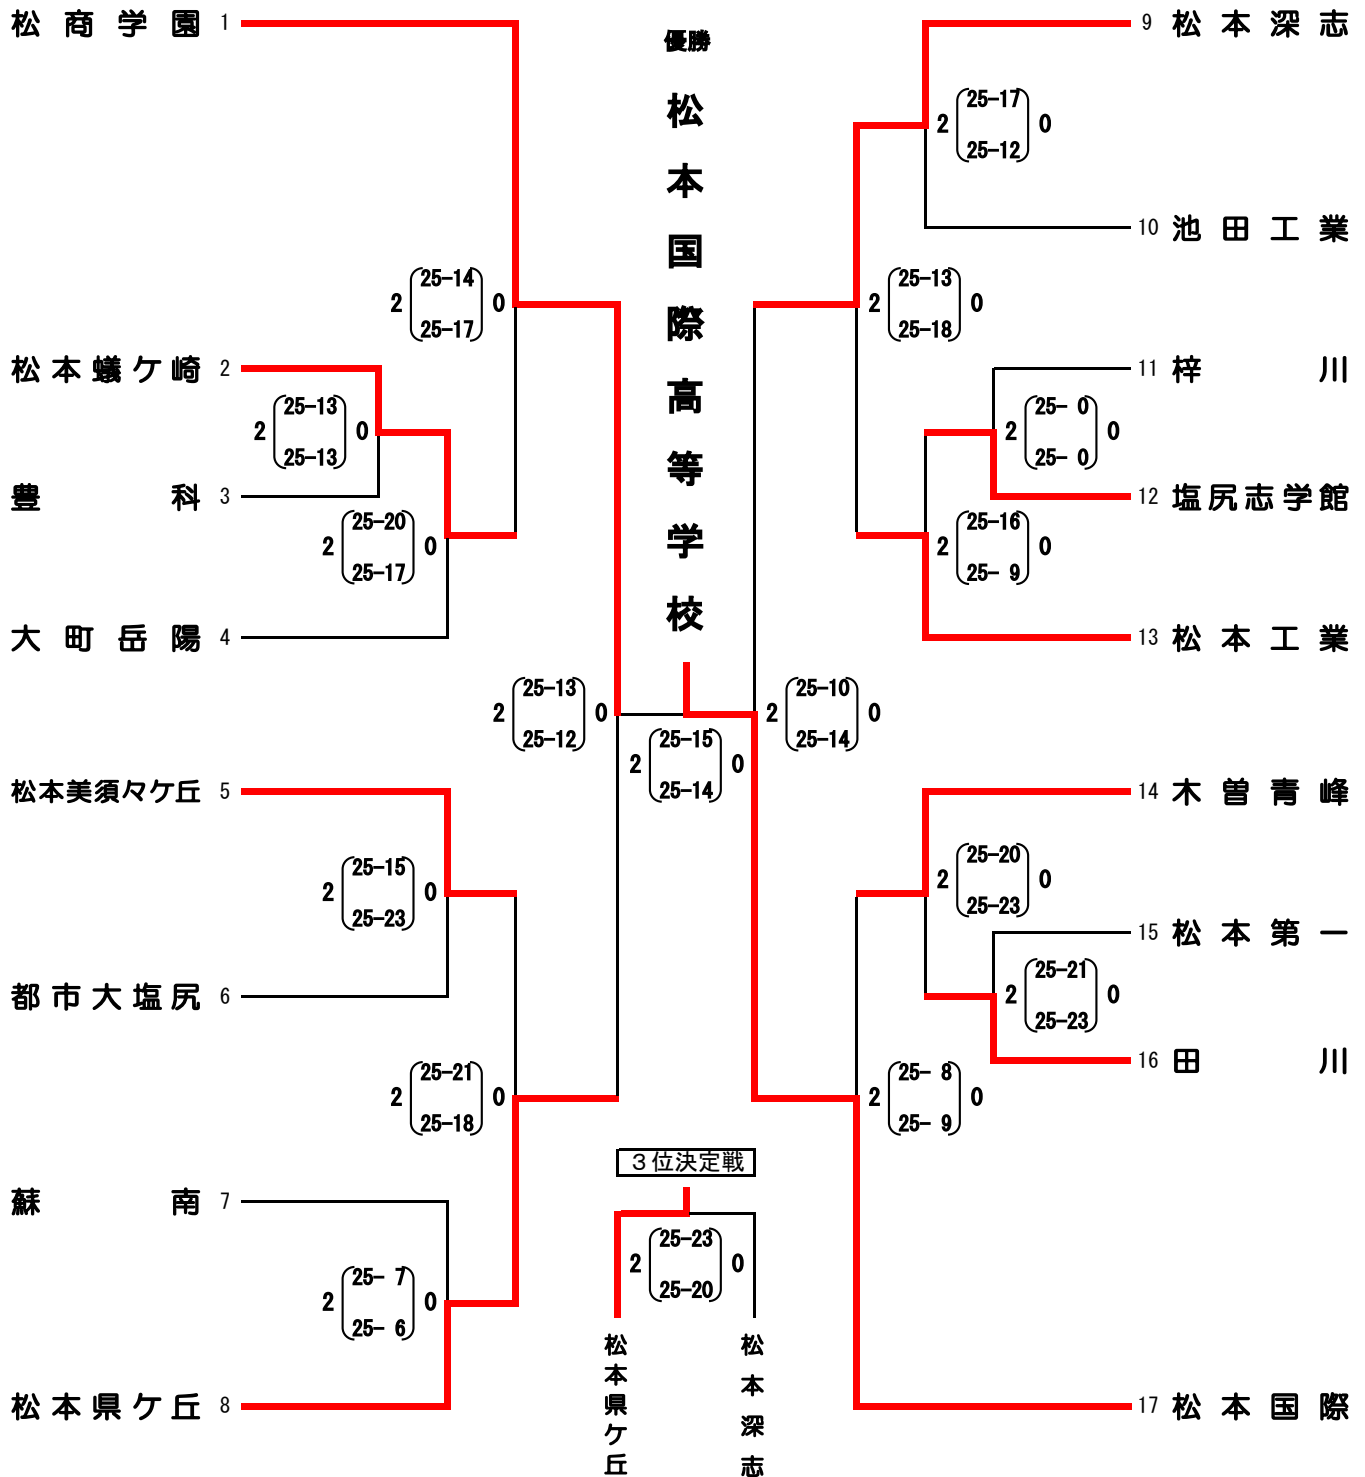 優勝
松本国際高等学校
松商学園 1
2 25-14 0
25-17
松本蟻ケ崎 2
2 25-13 0
25-13
豊科 3
2 25-20 0
25-17
大町岳陽 4
2 25-13 0
25-12
松本美須々ケ丘 5
2 25-15 0
25-23
都市大塩尻 6
2 25-21 0
25-18
蘇南 7
2 25- 7 0
25- 6
松本県ケ丘 8
2 25-15 0
25-14
9 松本深志
2 25-17 0
25-12
10 池田工業
2 25-13 0
25-18
11 梓川
2 25- 0 0
25- 0
12 塩尻志学館
2 25-16 0
25- 9
13 松本工業
2 25-10 0
25-14
14 木曽青峰
2 25-20 0
25-23
15 松本第一
2 25-21 0
25-23
16 田川
2 25- 8 0
25- 9
17 松本国際
3位決定戦
2 25-23 0
25-20
松本県ケ丘
松本深志